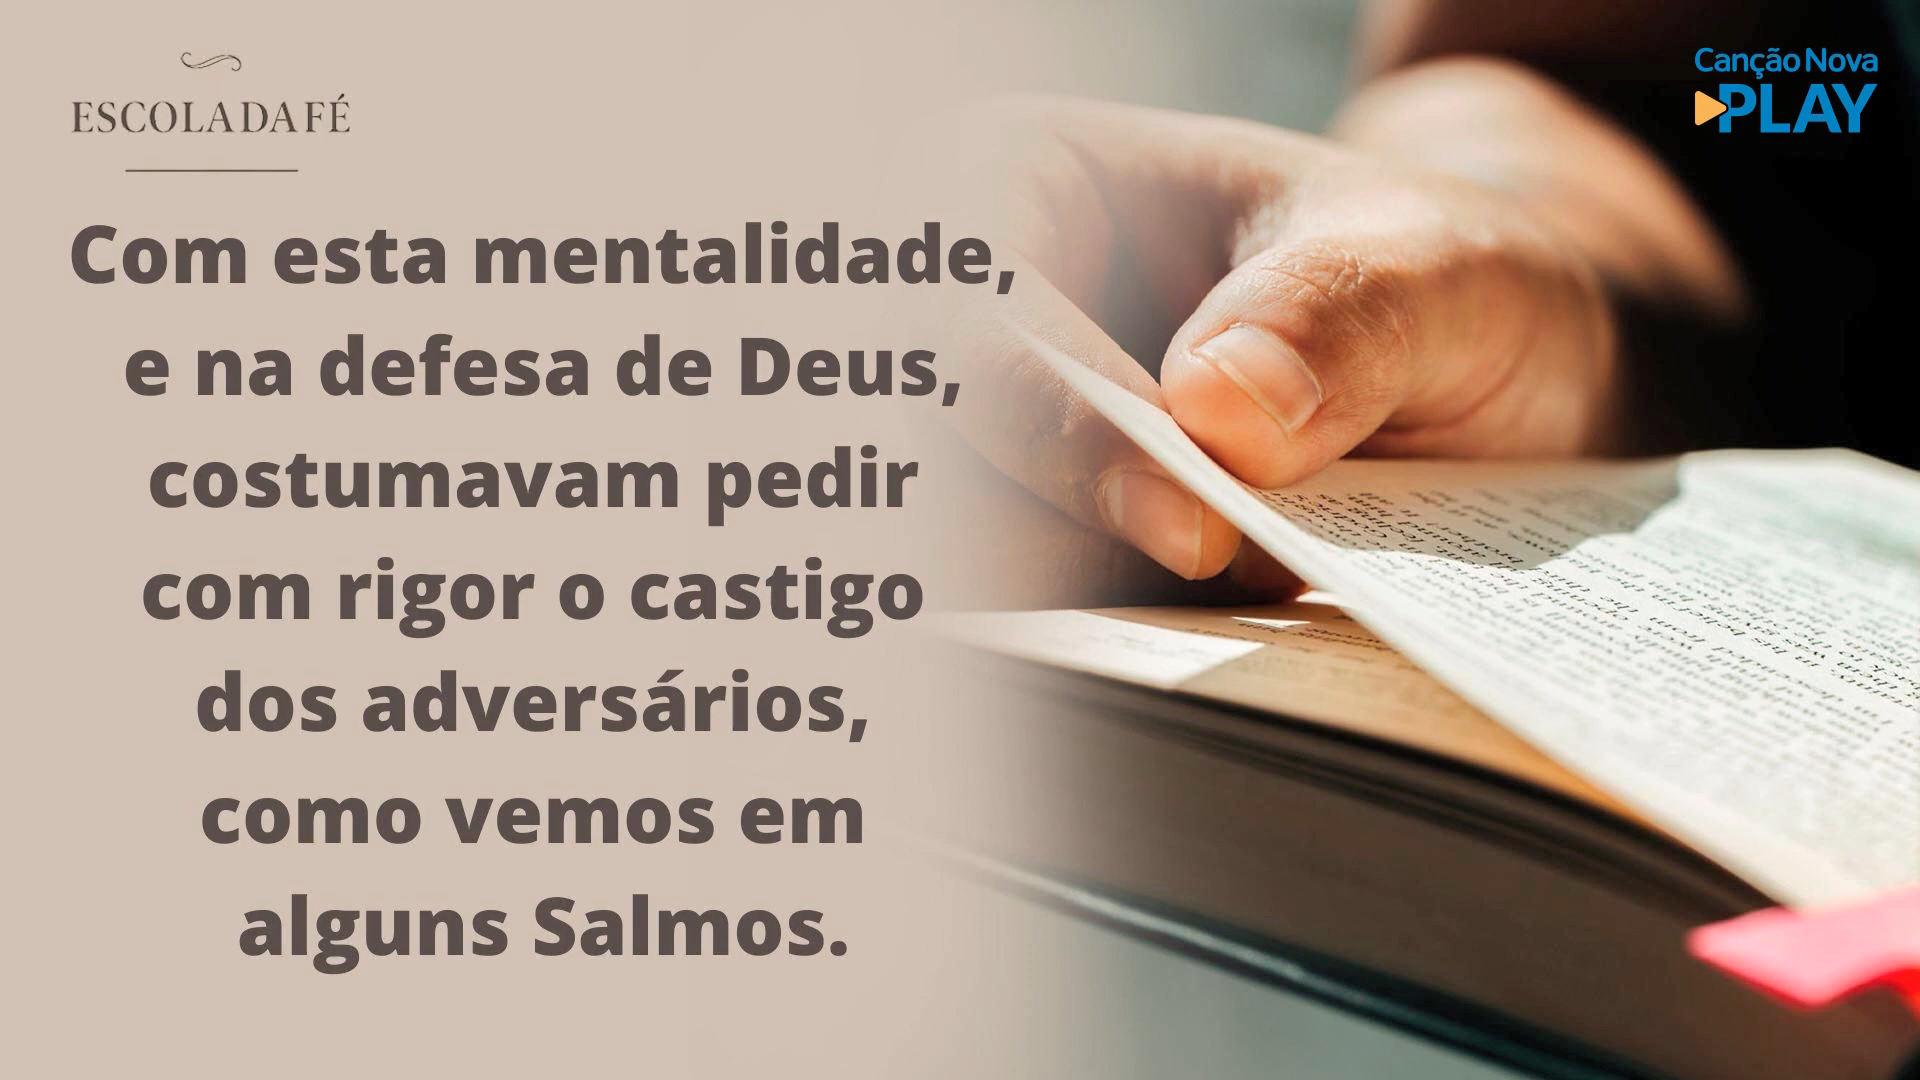 ESCOLADAFÉ
Canção Nova
PLAY
Com esta mentalidade,
e na defesa de Deus,
costumavam pedir
com rigor o castigo
dos adversários,
como vemos em
alguns Salmos.